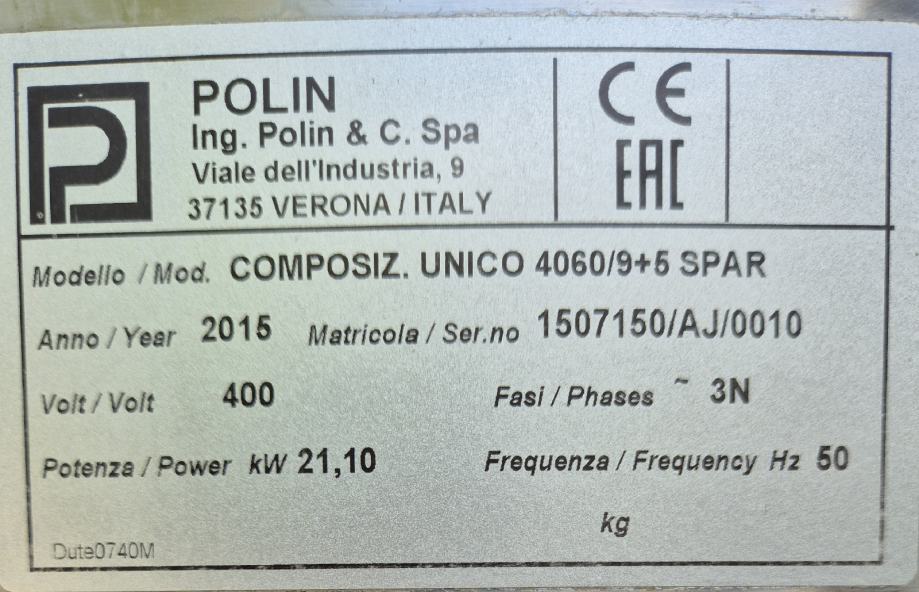 POLIN
Ing. Polin & C. Spa
Viale dell'Industria, 9
37135 VERONA / ITALY
CE
EAC
Modello / Mod. COMPOSIZ. UNICO 4060/9+5 SPAR
Anno / Year 2015 Matricola / Ser.no 1507150/AJ/0010
Volt / Volt 400 Fasi / Phases ~ 3N
Potenza / Power kW 21,10 Frequenza / Frequency Hz 50
kg
Dute0740M